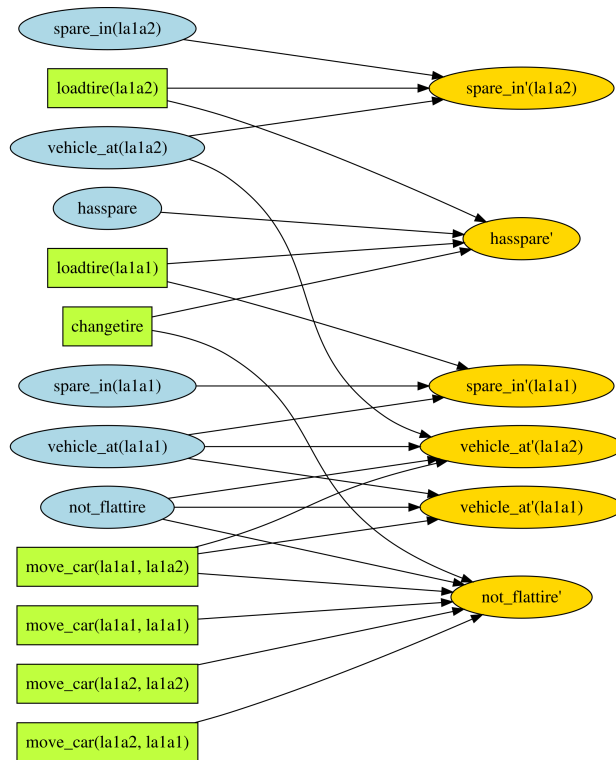 spare_in(la1a2)
loadtire(la1a2)
vehicle_at(la1a2)
hasspare
loadtire(la1a1)
changetire
spare_in(la1a1)
vehicle_at(la1a1)
not_flattire
move_car(la1a1, la1a2)
move_car(la1a1, la1a1)
move_car(la1a2, la1a2)
move_car(la1a2, la1a1)
spare_in'(la1a2)
hasspare'
spare_in'(la1a1)
vehicle_at'(la1a2)
vehicle_at'(la1a1)
not_flattire'